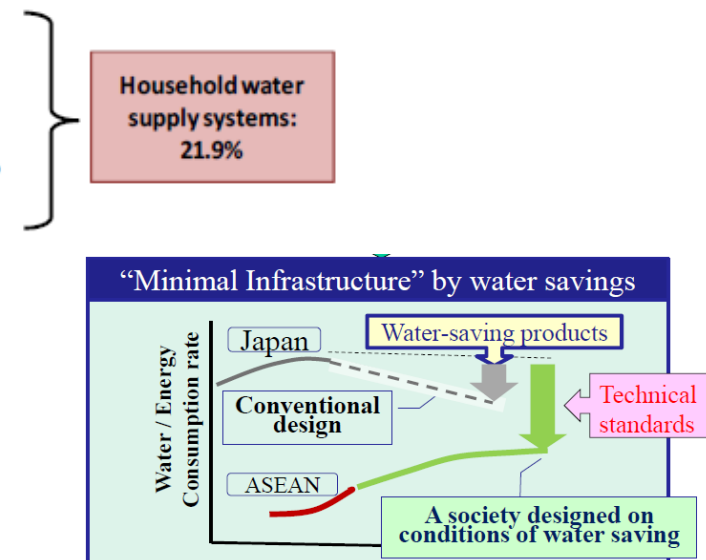 Household water
supply systems:
21.9%
“Minimal Infrastructure” by water savings
Water / Energy
Consumption rate
Japan
Water-saving products
Conventional
design
Technical
standards
ASEAN
A society designed on
conditions of water saving